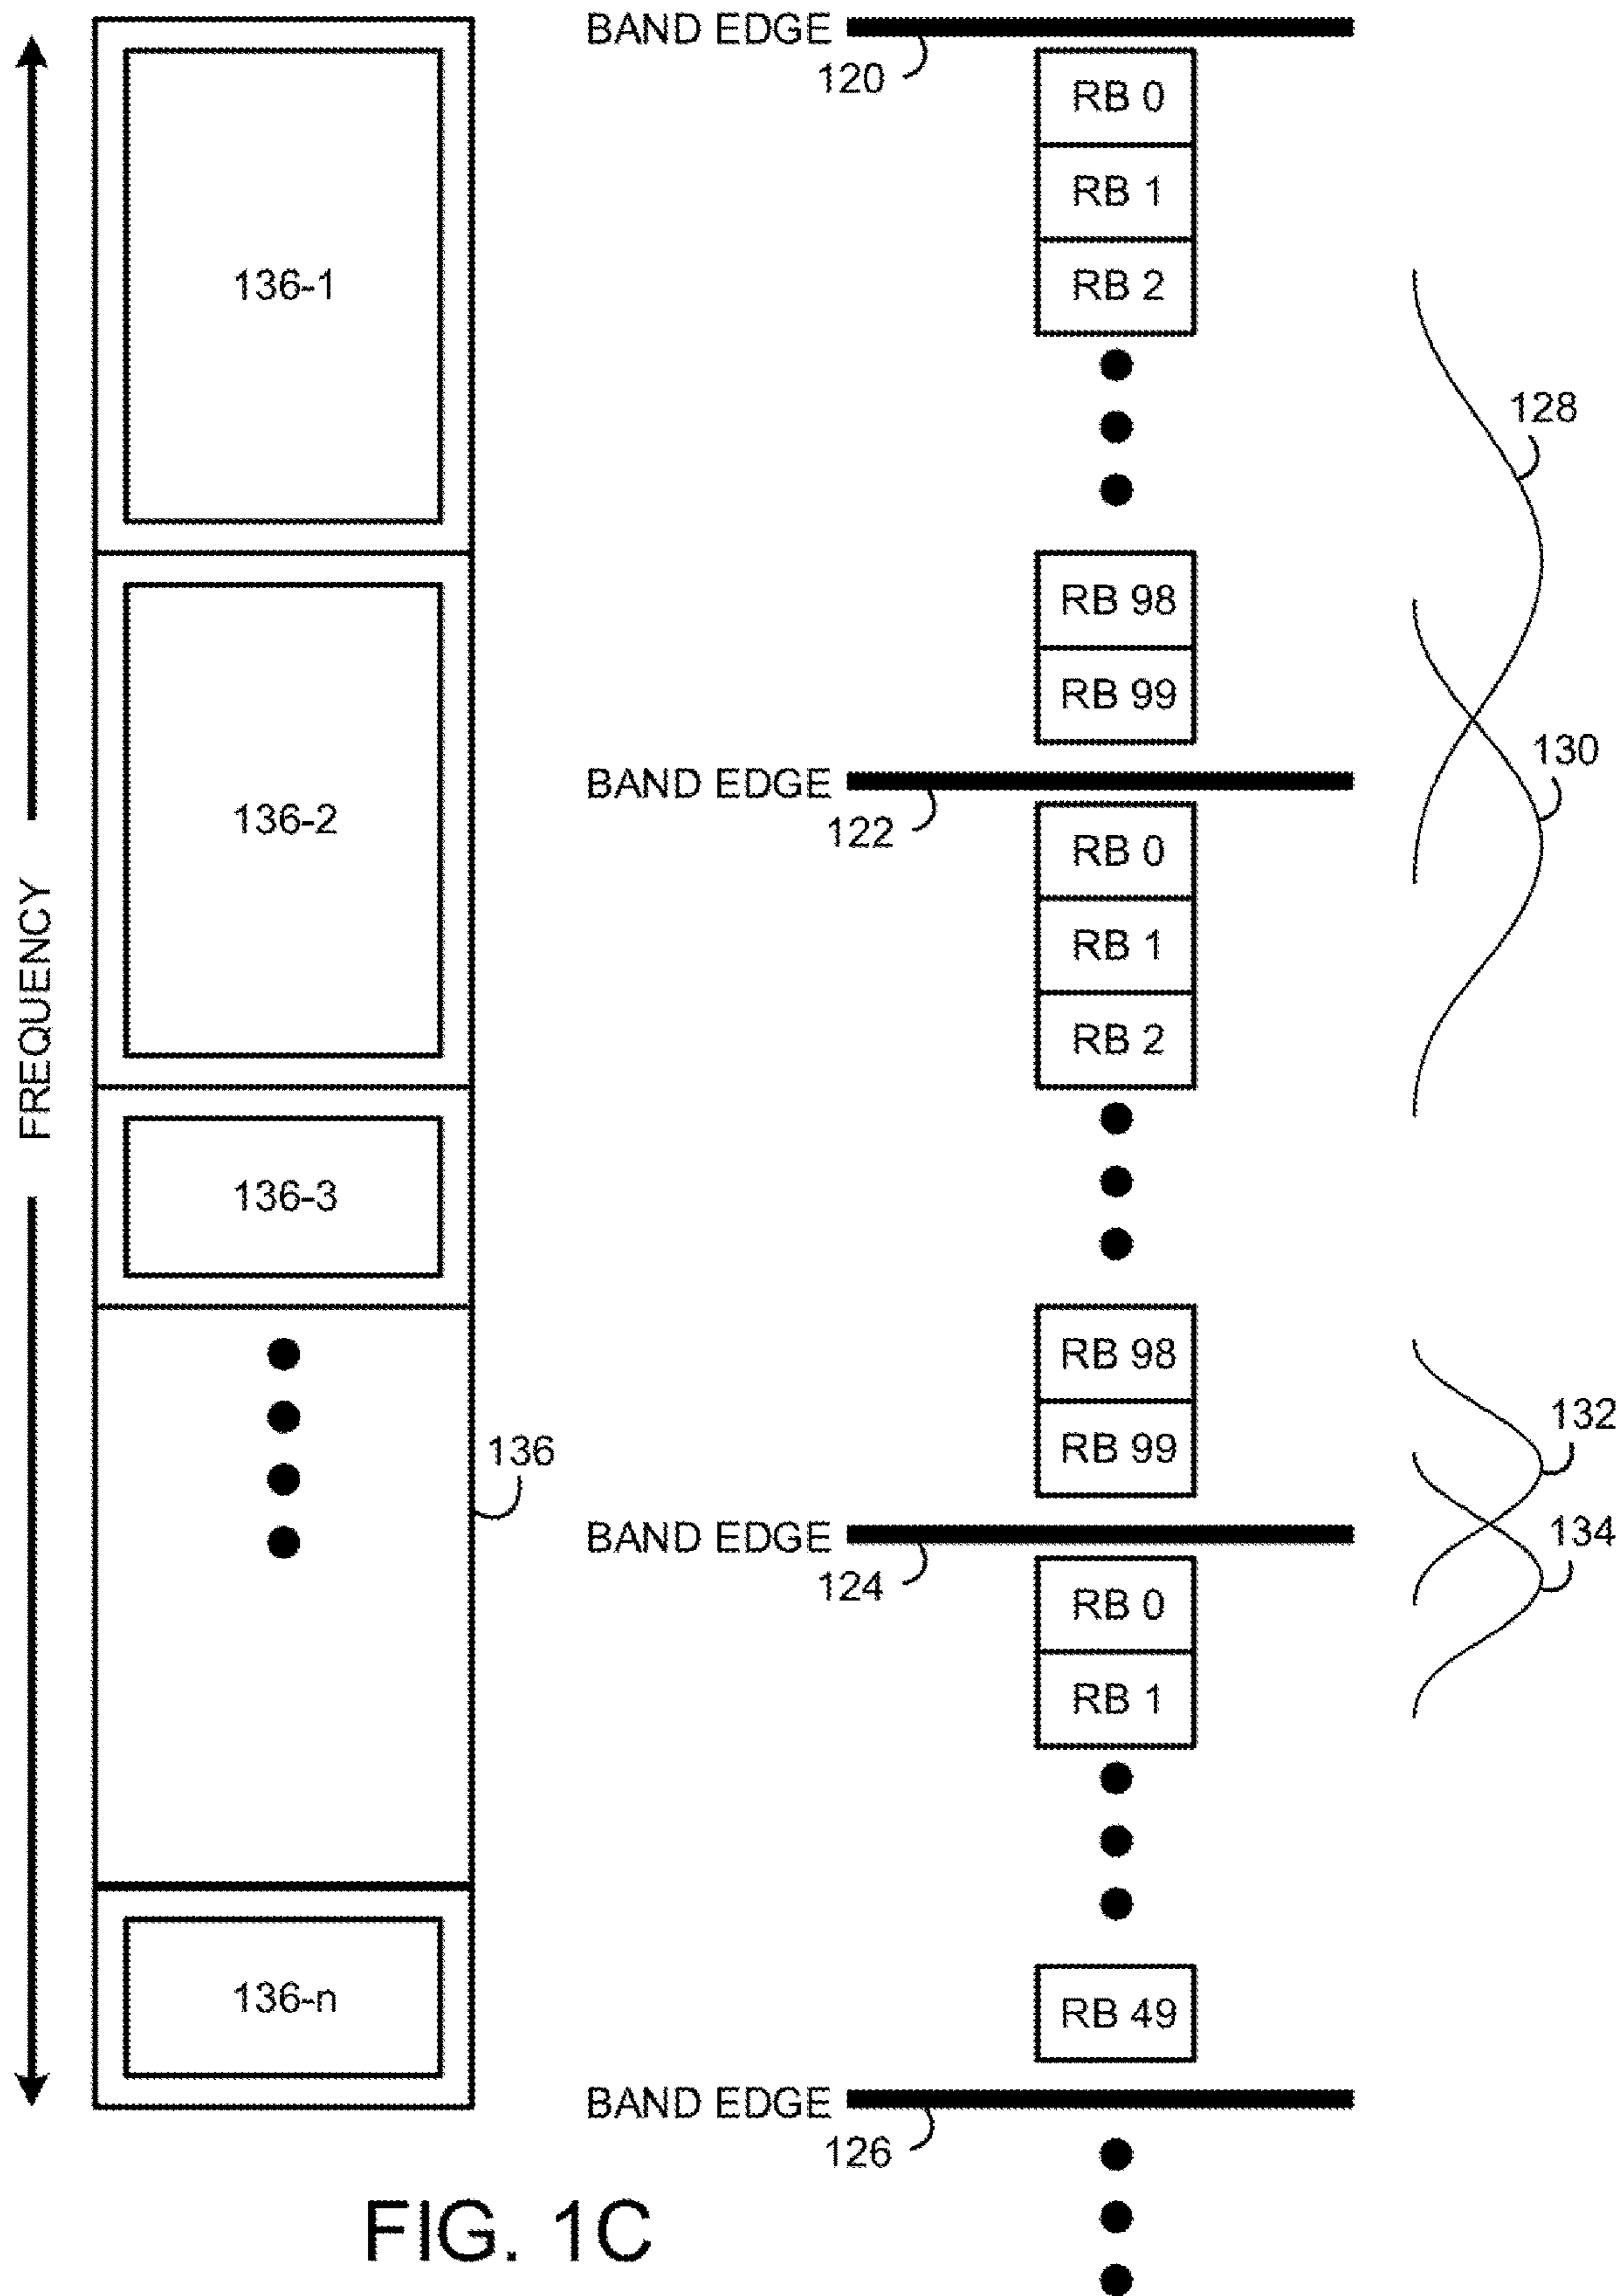 FREQUENCY
136-1
136-2
136-3
136-n
136
BAND EDGE
120
RB 0
RB 1
RB 2
RB 98
RB 99
BAND EDGE
122
RB 0
RB 1
RB 2
RB 98
RB 99
BAND EDGE
124
RB 0
RB 1
RB 49
BAND EDGE
126
128
130
132
134
FIG. 1C